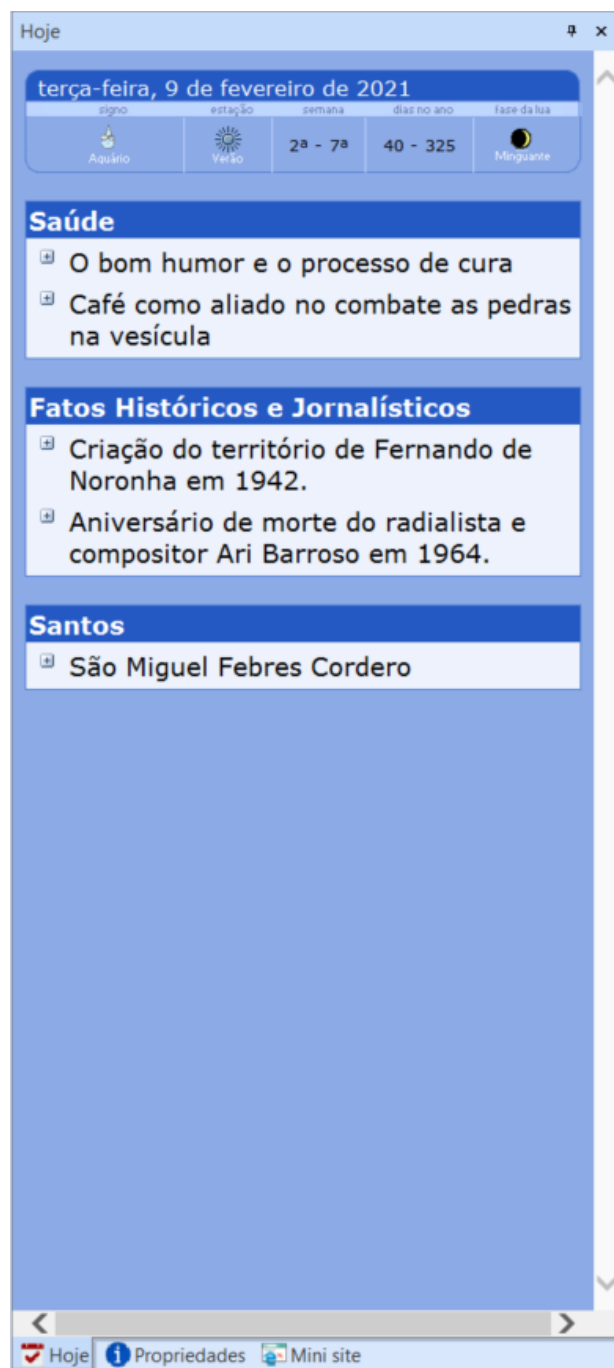 Hoje
terça-feira, 9 de fevereiro de 2021
signo estação semana dias no ano fase da lua
2ª - 7ª 40 - 325
Aquário Verão Minguante
Saúde
O bom humor e o processo de cura
Café como aliado no combate as pedras
na vesícula
Fatos Históricos e Jornalísticos
Criação do território de Fernando de
Noronha em 1942.
Aniversário de morte do radialista e
compositor Ari Barroso em 1964.
Santos
São Miguel Febres Cordero
Hoje Propriedades Mini site